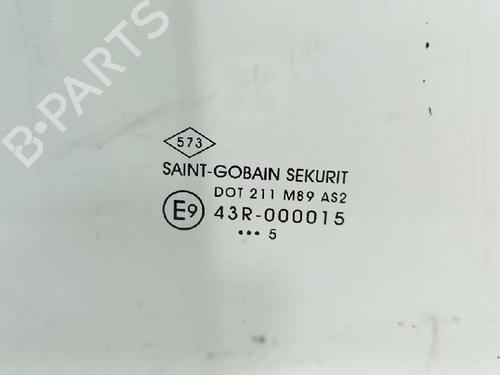 B-PARTS
573
SAINT-GOBAIN SEKURIT
DOT 211 M89 AS2
E9 43R-000015
••• 5